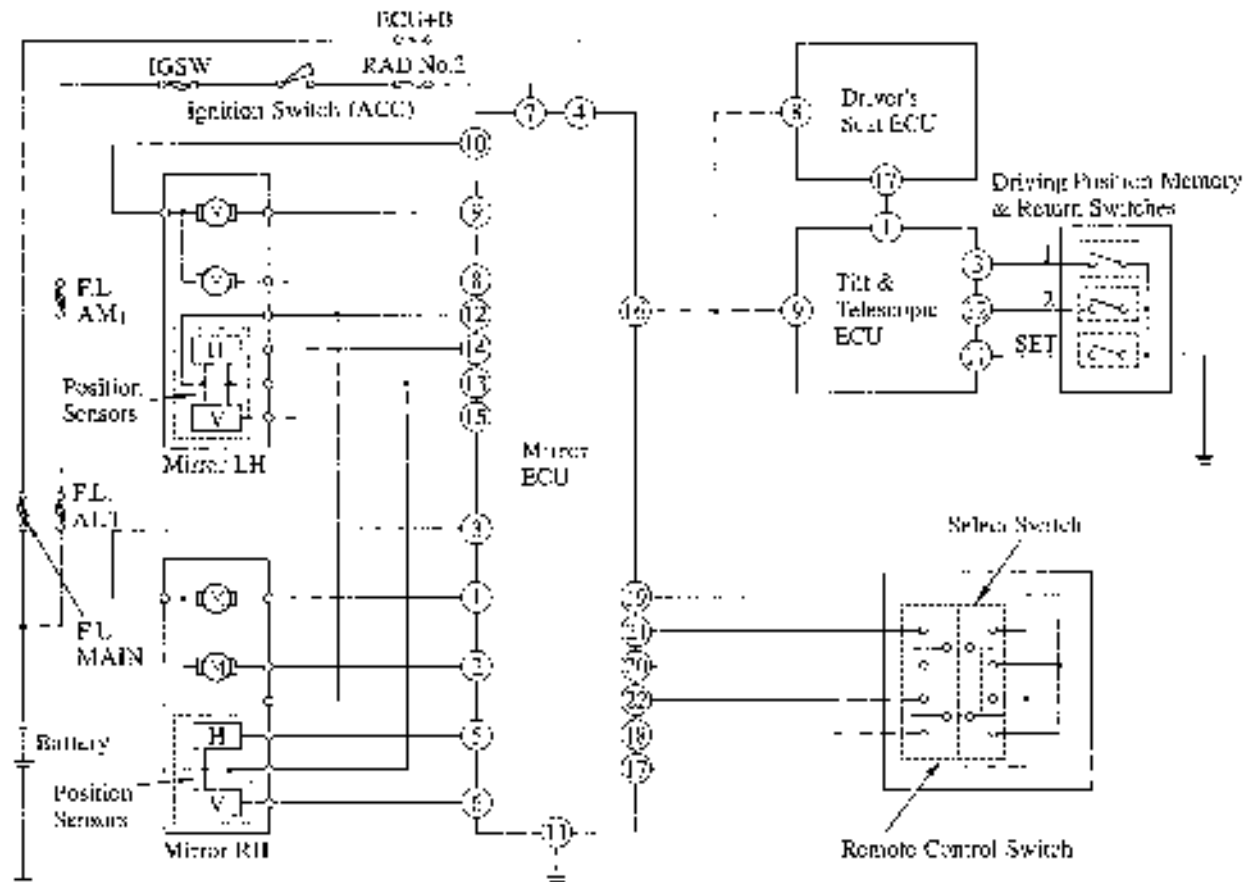 ECU+B
IGSW
RAD No.2
Ignition Switch (ACC)
7
4
10
9
8
12
14
13
15
3
1
2
5
6
11
16
19
21
20
22
18
17
F.L.
AM1
H
V
Position
Sensors
Mirror LH
F.L.
ALT
F.L.
MAIN
M
M
H
V
Battery
Position
Sensors
Mirror RH
Mirror
ECU
8
Driver's
Seat ECU
17
1
9
Tilt &
Telescopic
ECU
Driving Position Memory
& Return Switches
1
2
SET
Select Switch
Remote Control Switch